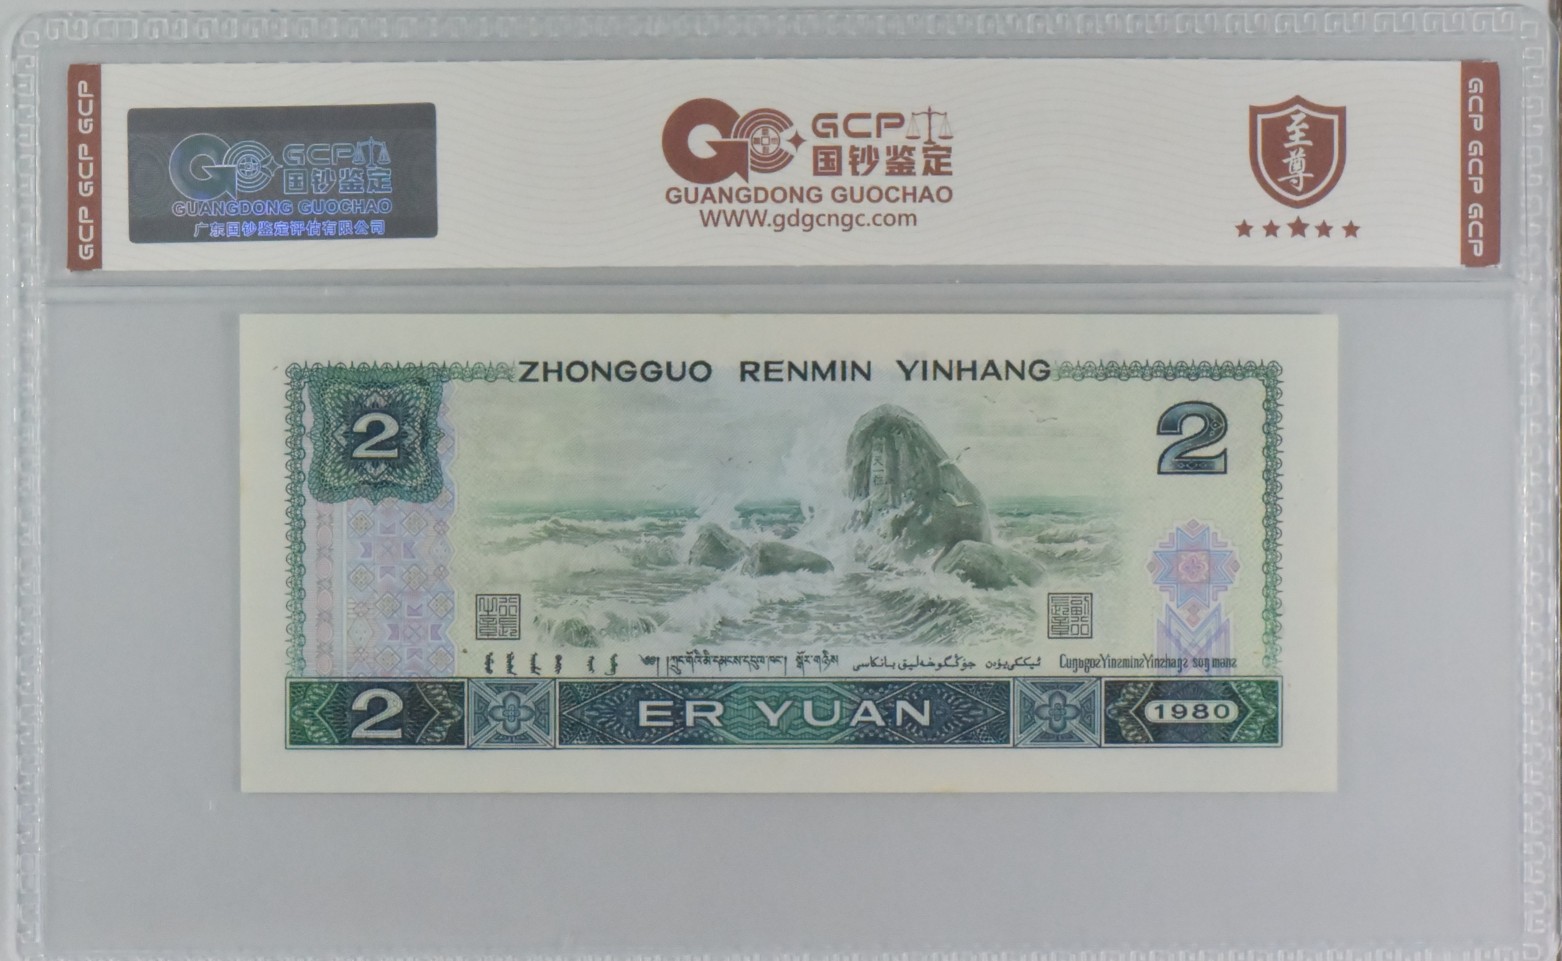 GCP GCP GCP
GCP
国钞鉴定
GUANGDONG GUOCHAO
广东国钞鉴定评估有限公司
GCP
国钞鉴定
GUANGDONG GUOCHAO
WWW.gdgcngc.com
至尊
GCP GCP GCP
ZHONGGUO RENMIN YINHANG
2
2
2
ER YUAN
1980